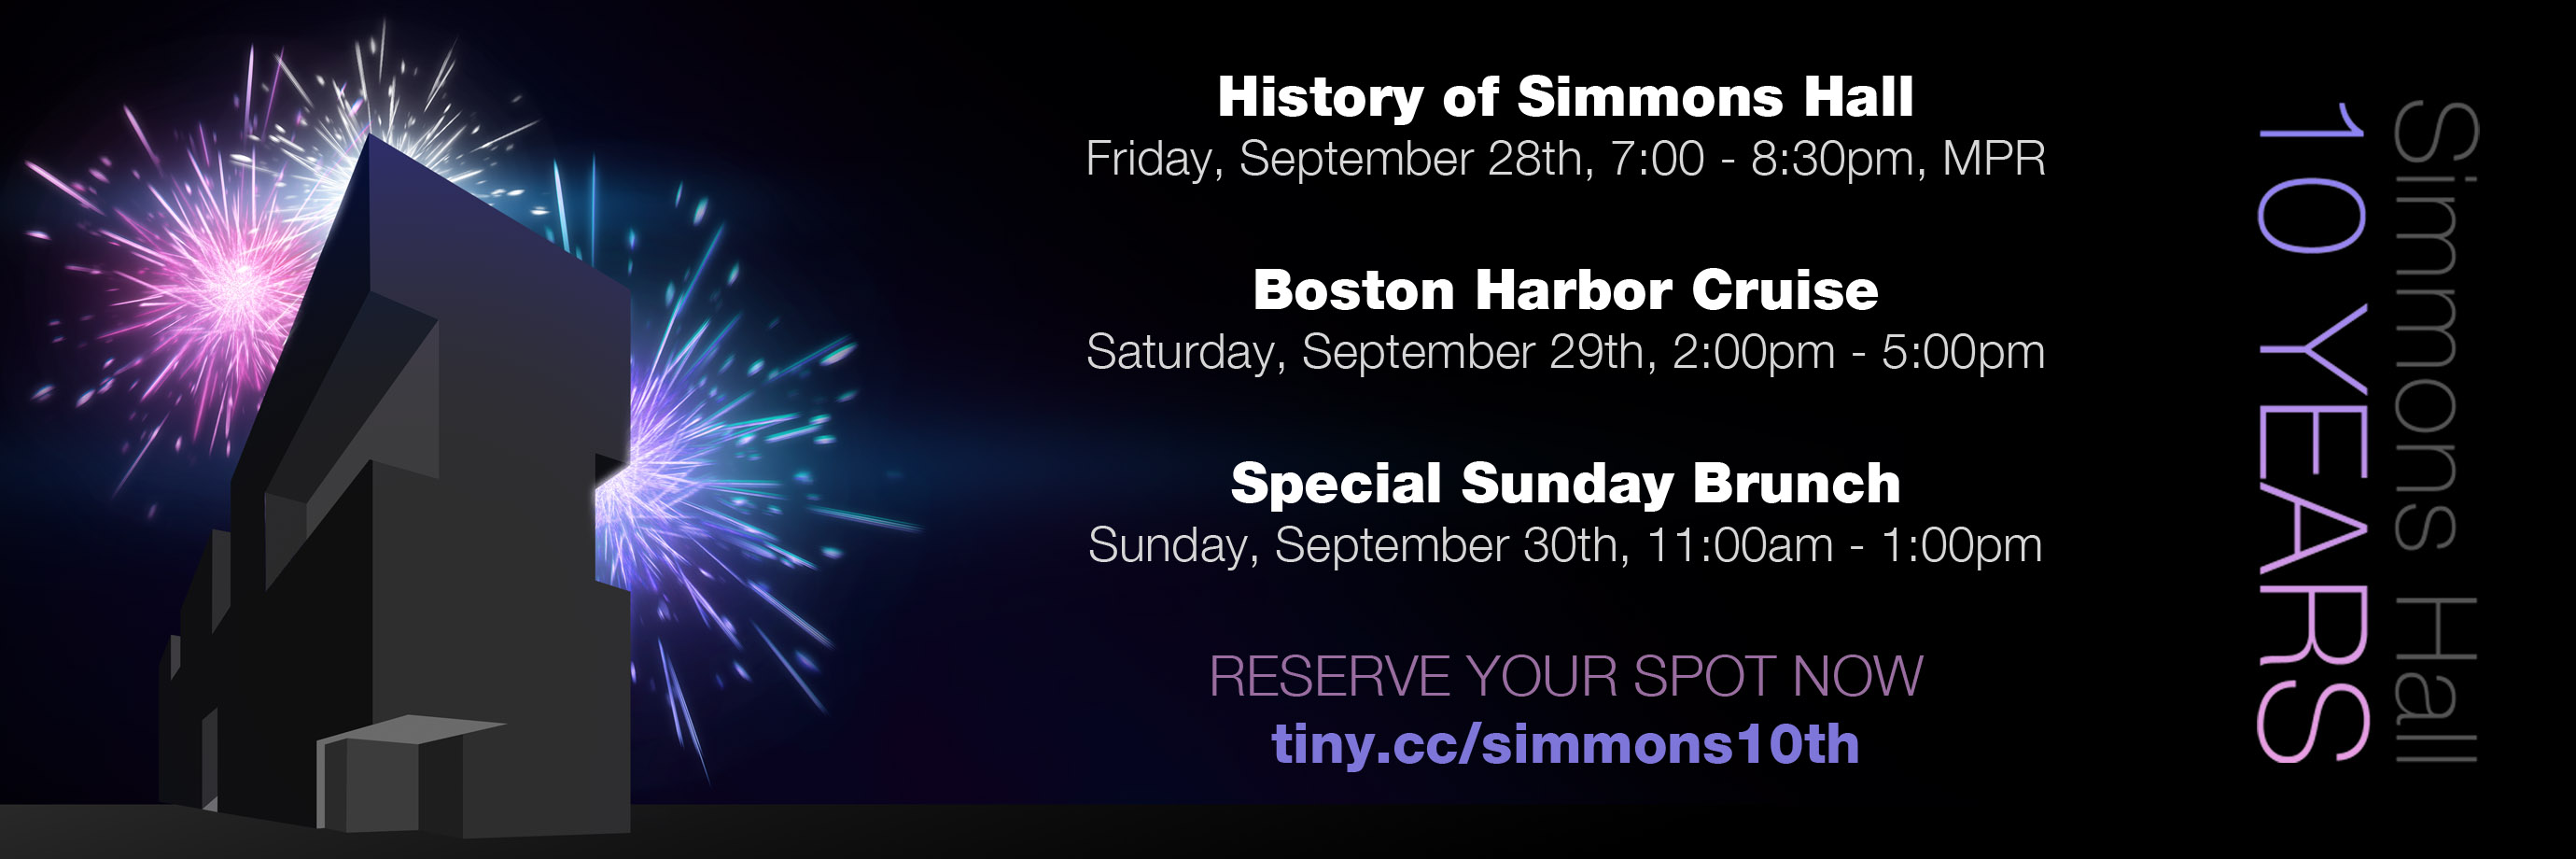 History of Simmons Hall
Friday, September 28th, 7:00 - 8:30pm, MPR
Boston Harbor Cruise
Saturday, September 29th, 2:00pm - 5:00pm
Special Sunday Brunch
Sunday, September 30th, 11:00am - 1:00pm
RESERVE YOUR SPOT NOW
tiny.cc/simmons10th
Simmons Hall
10 YEARS